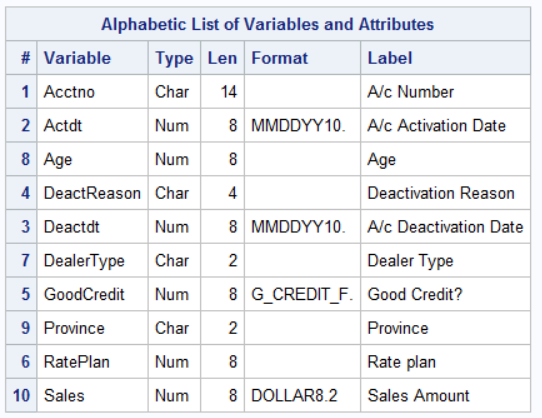 Alphabetic List of Variables and Attributes
# Variable Type Len Format Label
1 Acctno Char 14 A/c Number
2 Actdt Num 8 MMDDYY10. A/c Activation Date
8 Age Num 8 Age
4 DeactReason Char 4 Deactivation Reason
3 Deactdt Num 8 MMDDYY10. A/c Deactivation Date
7 DealerType Char 2 Dealer Type
5 GoodCredit Num 8 G_CREDIT_F. Good Credit?
9 Province Char 2 Province
6 RatePlan Num 8 Rate plan
10 Sales Num 8 DOLLAR8.2 Sales Amount